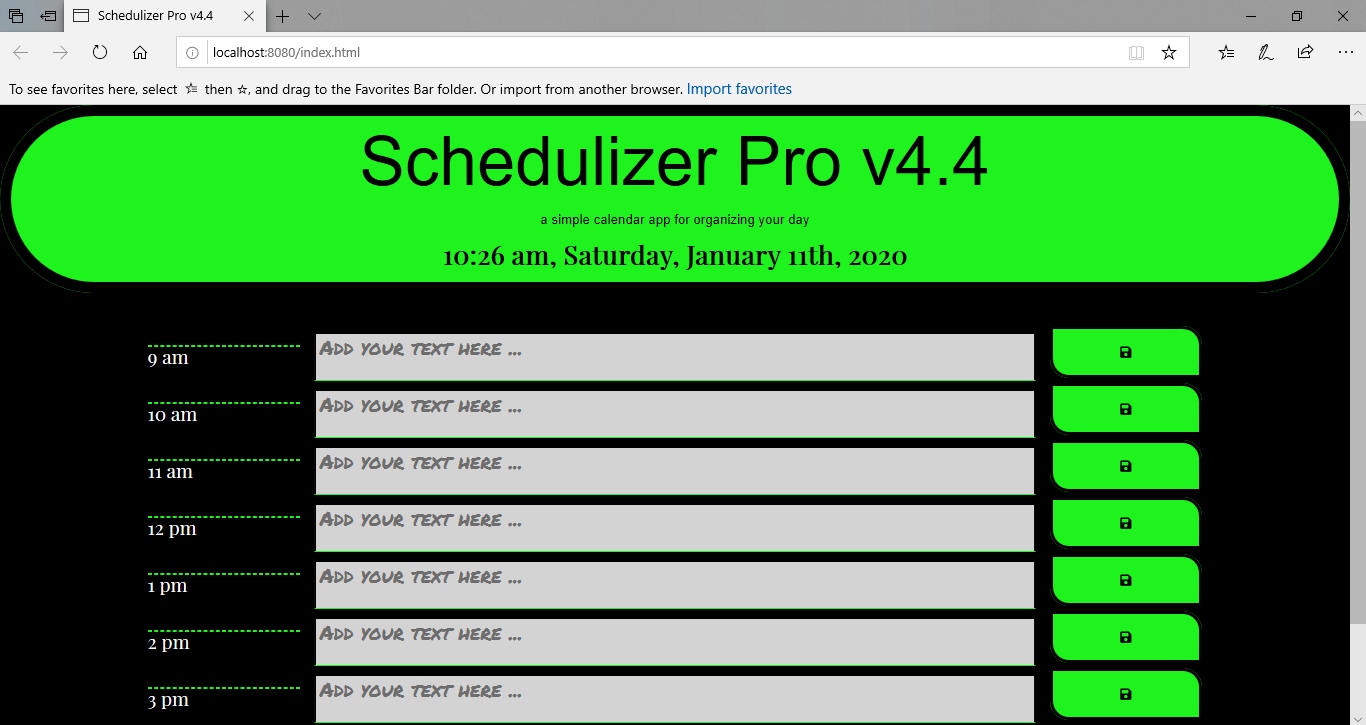 Schedulizer Pro v4.4
localhost:8080/index.html
To see favorites here, select then ☆, and drag to the Favorites Bar folder. Or import from another browser. Import favorites
Schedulizer Pro v4.4
a simple calendar app for organizing your day
10:26 am, Saturday, January 11th, 2020
9 am Add your text here ...
10 am Add your text here ...
11 am Add your text here ...
12 pm Add your text here ...
1 pm Add your text here ...
2 pm Add your text here ...
3 pm Add your text here ...